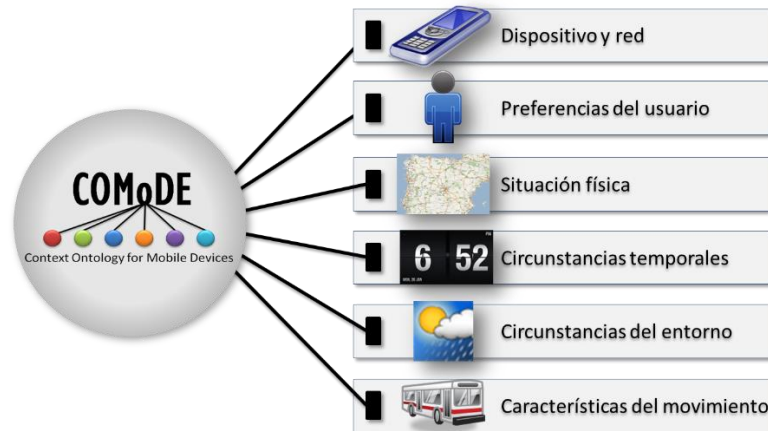 COMoDE
Context Ontology for Mobile Devices
Dispositivo y red
Preferencias del usuario
Situación física
6 52
Circunstancias temporales
Circunstancias del entorno
Características del movimiento